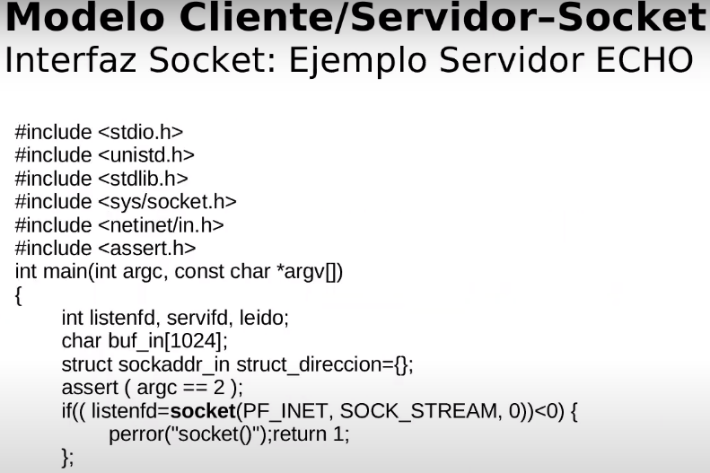 Modelo Cliente/Servidor–Socket
Interfaz Socket: Ejemplo Servidor ECHO
#include <stdio.h>
#include <unistd.h>
#include <stdlib.h>
#include <sys/socket.h>
#include <netinet/in.h>
#include <assert.h>
int main(int argc, const char *argv[])
{
int listenfd, servifd, leido;
char buf_in[1024];
struct sockaddr_in struct_direccion={};
assert ( argc == 2 );
if(( listenfd=socket(PF_INET, SOCK_STREAM, 0))<0) {
perror("socket()");return 1;
};